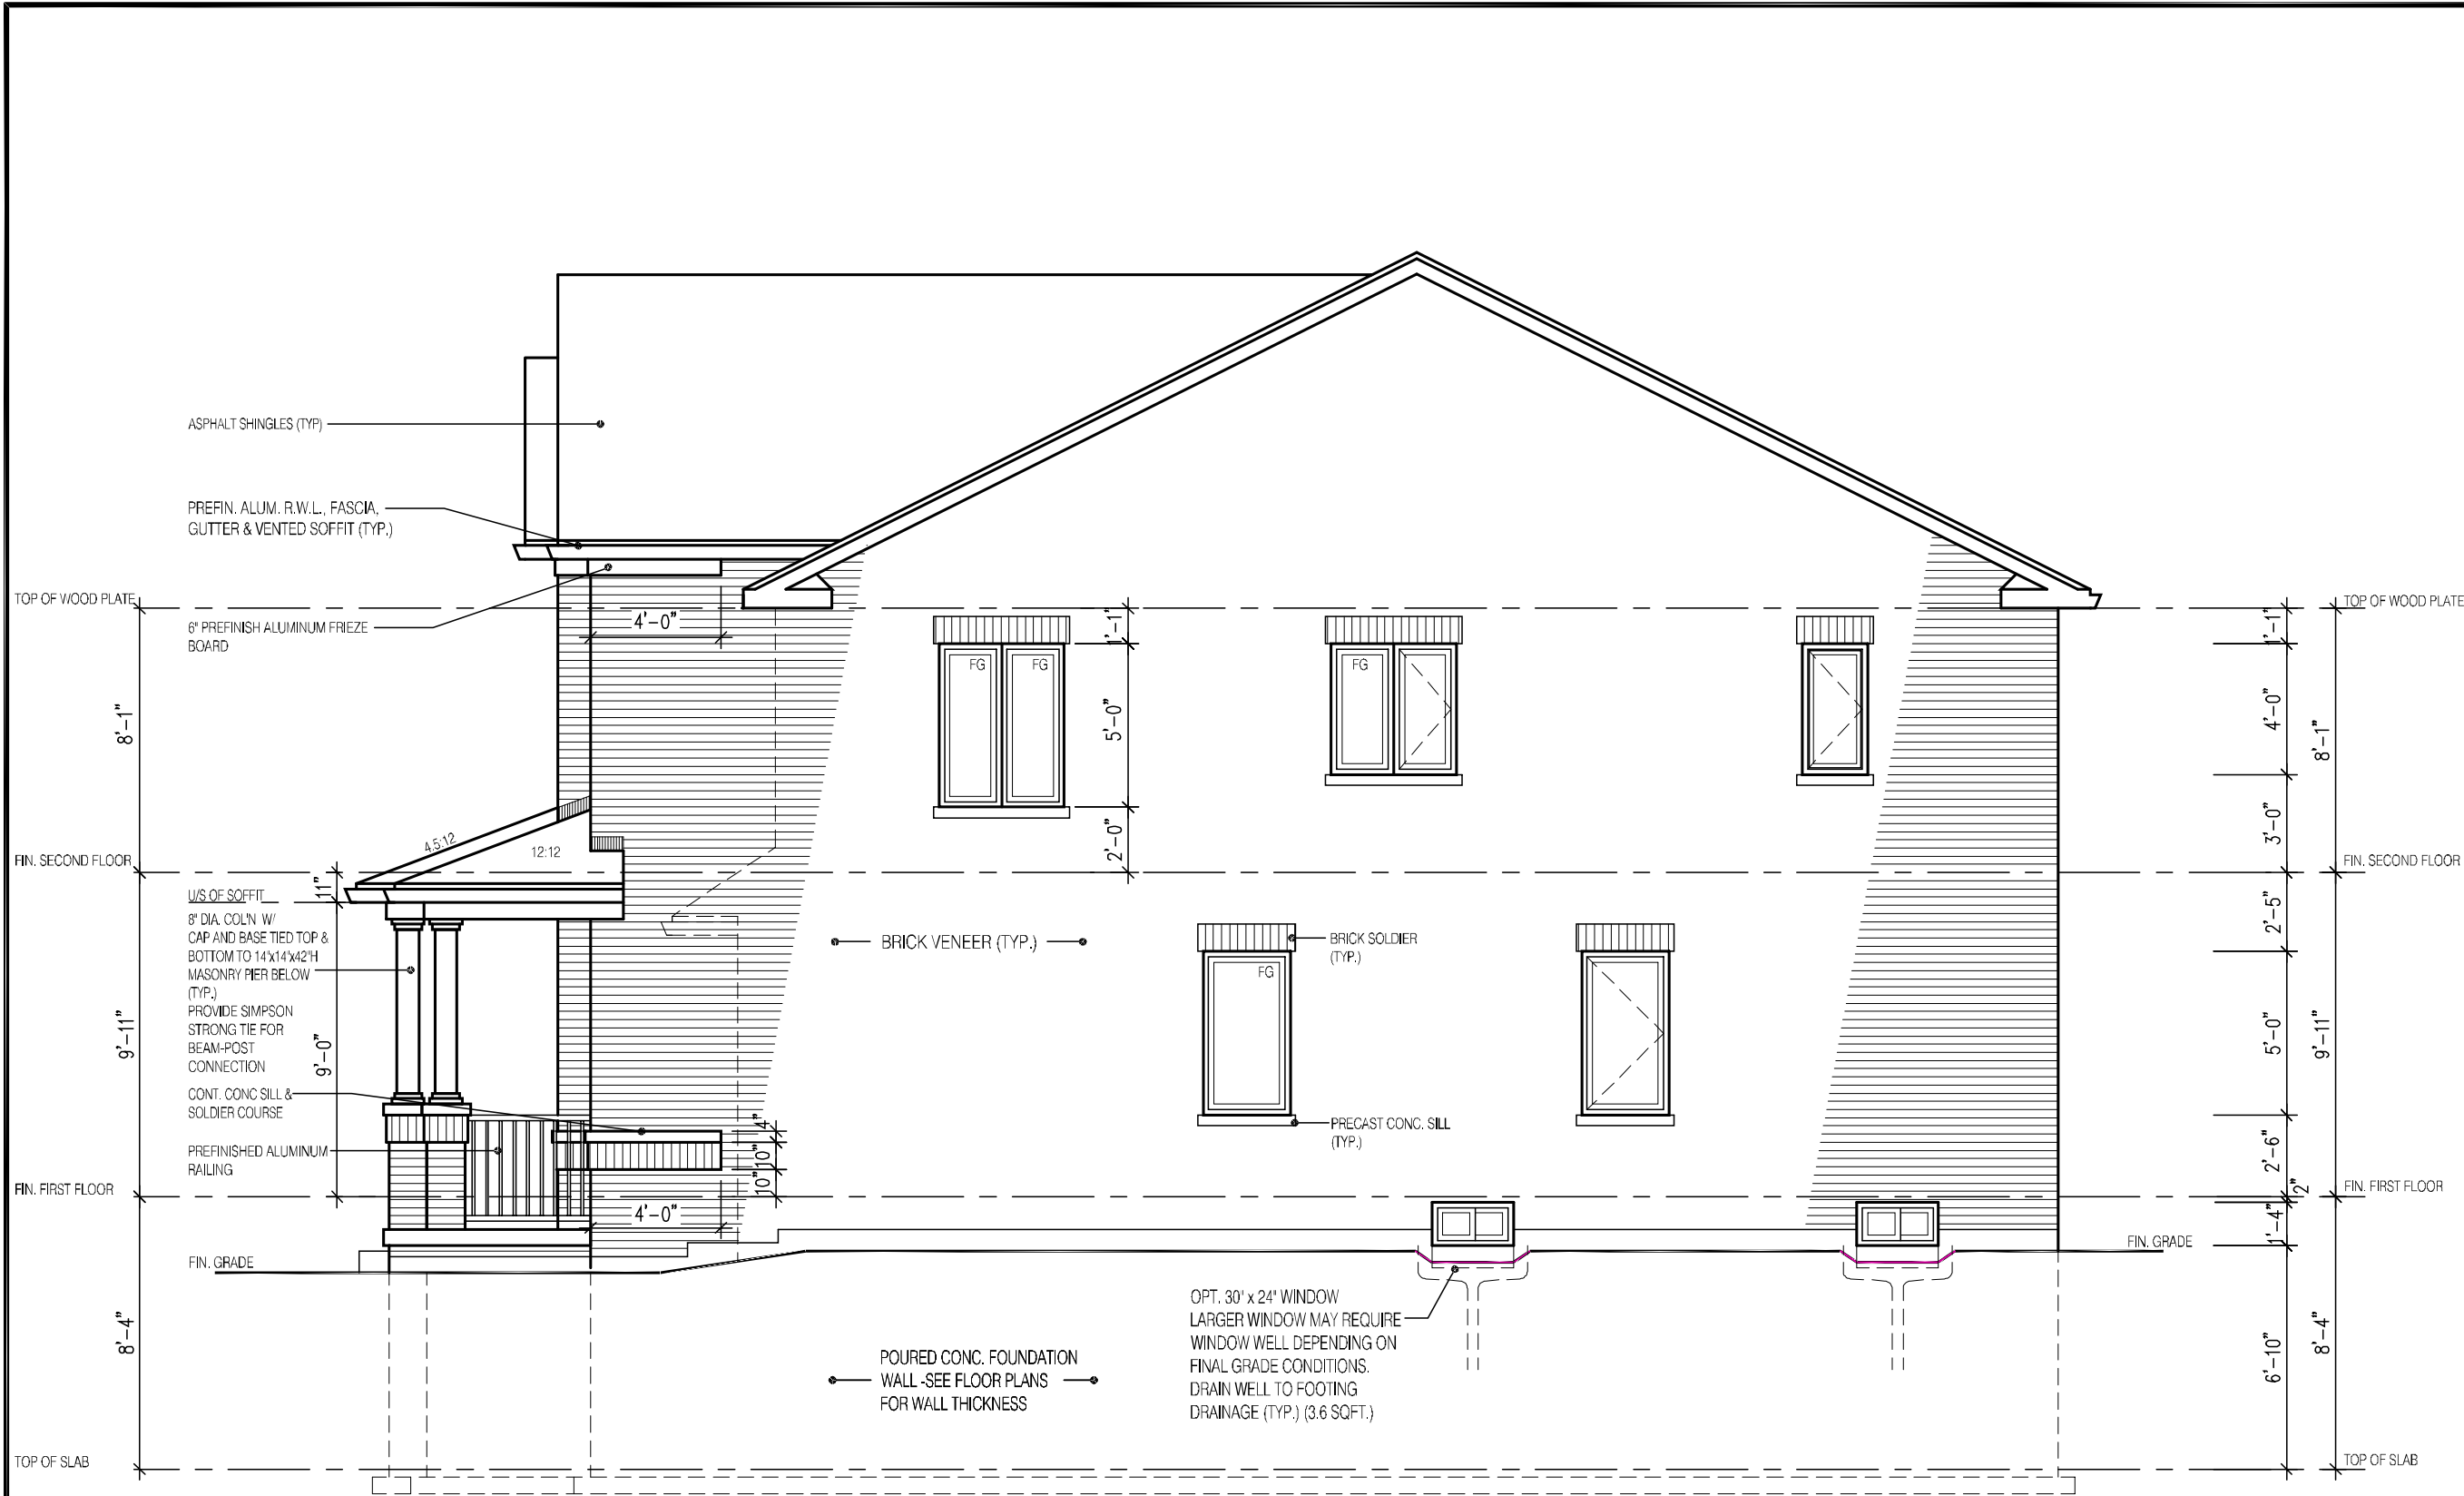 ASPHALT SHINGLES (TYP)
PREFIN. ALUM. R.W.L., FASCIA,
GUTTER & VENTED SOFFIT (TYP.)
TOP OF WOOD PLATE
6" PREFINISH ALUMINUM FRIEZE
BOARD
4'-0"
8'-1"
4.5:12
12:12
FIN. SECOND FLOOR
11"
U/S OF SOFFIT
8" DIA. COL'N W/
CAP AND BASE TIED TOP &
BOTTOM TO 14"x14"x42"H
MASONRY PIER BELOW
(TYP.)
PROVIDE SIMPSON
STRONG TIE FOR
BEAM-POST
CONNECTION
9'-11"
9'-0"
CONT. CONC SILL &
SOLDIER COURSE
PREFINISHED ALUMINUM
RAILING
4"
10"
10"
FIN. FIRST FLOOR
4'-0"
FIN. GRADE
8'-4"
TOP OF SLAB
FG
FG
1'-1"
5'-0"
2'-0"
FG
BRICK VENEER (TYP.)
BRICK SOLDIER
(TYP.)
FG
PRECAST CONC. SILL
(TYP.)
POURED CONC. FOUNDATION
WALL -SEE FLOOR PLANS
FOR WALL THICKNESS
OPT. 30" x 24" WINDOW
LARGER WINDOW MAY REQUIRE
WINDOW WELL DEPENDING ON
FINAL GRADE CONDITIONS.
DRAIN WELL TO FOOTING
DRAINAGE (TYP.) (3.6 SQFT.)
TOP OF WOOD PLATE
1'-1"
4'-0"
8'-1"
3'-0"
FIN. SECOND FLOOR
2'-5"
5'-0"
9'-11"
2'-6"
2"
FIN. FIRST FLOOR
1'-4"
FIN. GRADE
6'-10"
8'-4"
TOP OF SLAB